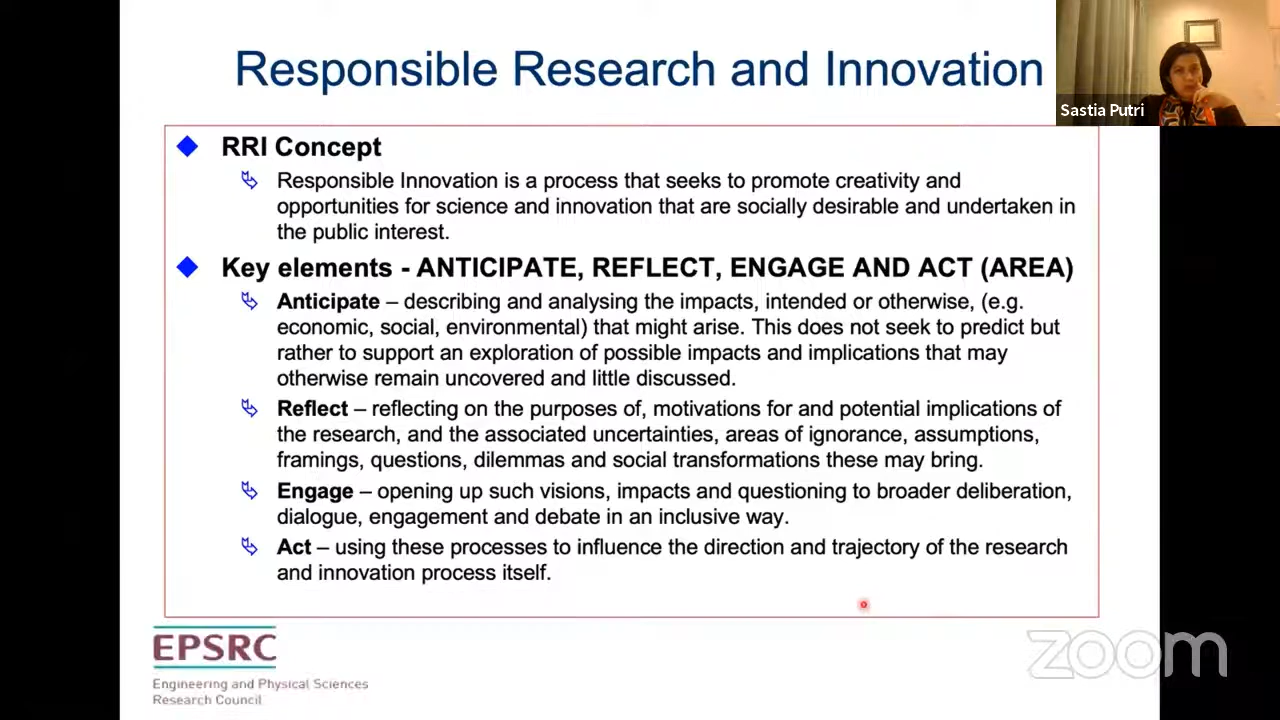 Responsible Research and Innovation
Sastia Putri
RRI Concept
Responsible Innovation is a process that seeks to promote creativity and
opportunities for science and innovation that are socially desirable and undertaken in
the public interest.
Key elements - ANTICIPATE, REFLECT, ENGAGE AND ACT (AREA)
Anticipate – describing and analysing the impacts, intended or otherwise, (e.g.
economic, social, environmental) that might arise. This does not seek to predict but
rather to support an exploration of possible impacts and implications that may
otherwise remain uncovered and little discussed.
Reflect – reflecting on the purposes of, motivations for and potential implications of
the research, and the associated uncertainties, areas of ignorance, assumptions,
framings, questions, dilemmas and social transformations these may bring.
Engage – opening up such visions, impacts and questioning to broader deliberation,
dialogue, engagement and debate in an inclusive way.
Act – using these processes to influence the direction and trajectory of the research
and innovation process itself.
EPSRC
Engineering and Physical Sciences
Research Council
zoom